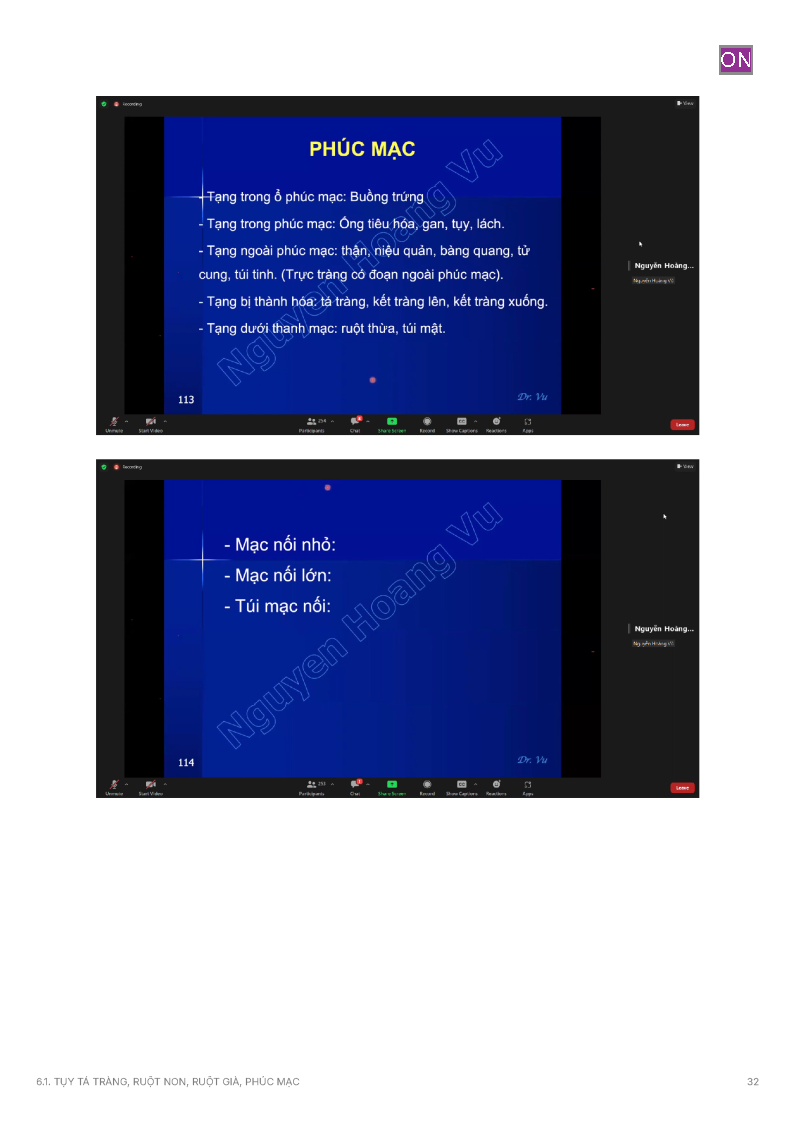 ON
Recording
View
PHÚC MẠC
- Tạng trong ổ phúc mạc: Buồng trứng
- Tạng trong phúc mạc: Ống tiêu hóa, gan, tụy, lách.
- Tạng ngoài phúc mạc: thận, niệu quản, bàng quang, tử
cung, túi tinh. (Trực tràng có đoạn ngoài phúc mạc).
- Tạng bị thành hóa: tá tràng, kết tràng lên, kết tràng xuống.
- Tạng dưới thanh mạc: ruột thừa, túi mật.
Nguyen Hoang Vu
Nguyễn Hoàng...
Nguyễn Hoàng Vũ
113
Dr. Vu
Unmute
Start Video
254
Participants
Chat
Share Screen
Record
Show Captions
Reactions
Apps
Leave
Recording
View
- Mạc nối nhỏ:
- Mạc nối lớn:
- Túi mạc nối:
Nguyen Hoang Vu
Nguyễn Hoàng...
Nguyễn Hoàng Vũ
114
Dr. Vu
Unmute
Start Video
Participants
Chat
Share Screen
Record
Show Captions
Reactions
Apps
Leave
6.1. TỤY TÁ TRÀNG, RUỘT NON, RUỘT GIÀ, PHÚC MẠC
32